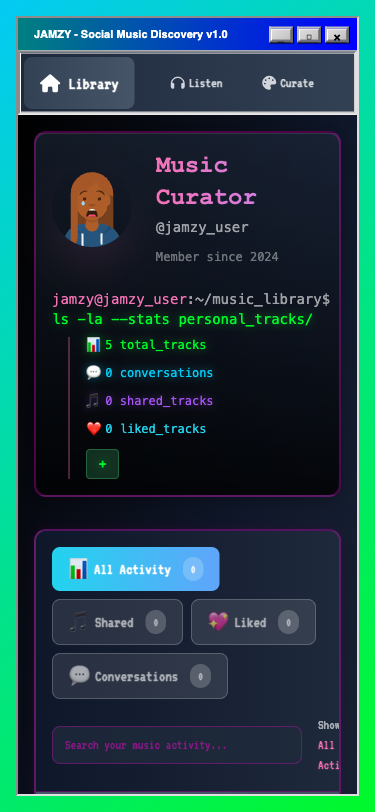 JAMZY - Social Music Discovery v1.0
Library
Listen
Curate
Music
Curator
@jamzy_user
Member since 2024
jamzy@jamzy_user:~/music_library$
ls -la --stats personal_tracks/
5 total_tracks
0 conversations
0 shared_tracks
0 liked_tracks
+
All Activity 0
Shared 0
Liked 0
Conversations 0
Search your music activity...
Show
All
Acti